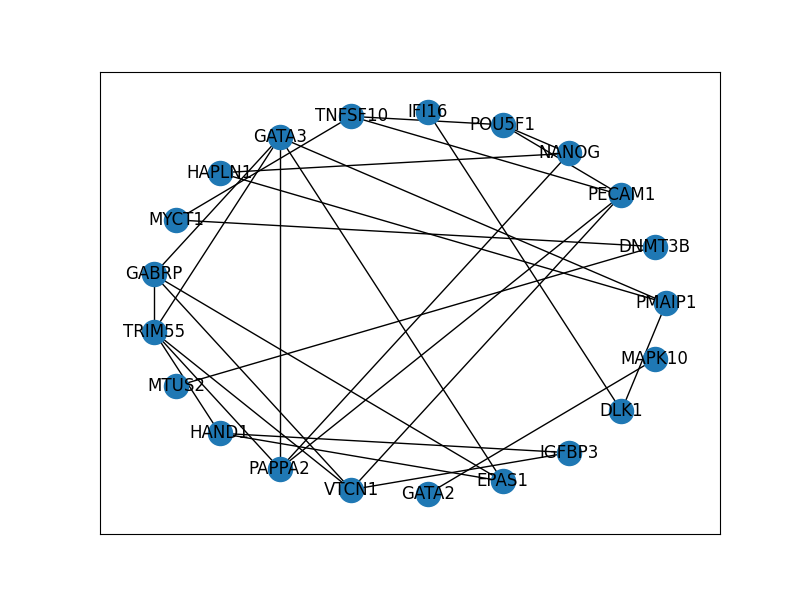 IFI16
TNFSF10
POU5F1
GATA3
NANOG
HAPLN1
PECAM1
MYCT1
DNMT3B
GABRP
PMAIP1
TRIM55
MAPK10
MTUS2
DLK1
HAND1
IGFBP3
PAPPA2
EPAS1
VTCN1
GATA2